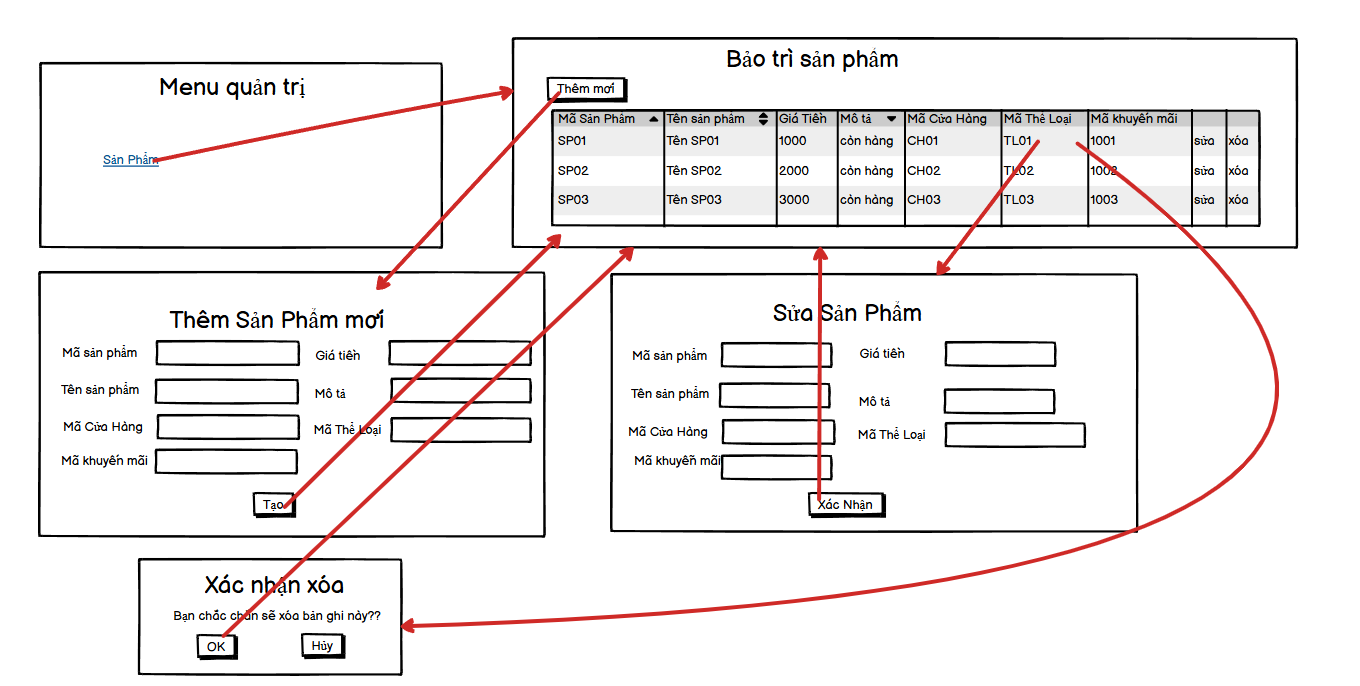 Menu quản trị
Sản Phẩm
Bảo trì sản phẩm
Thêm mới
Mã Sản Phẩm Tên sản phẩm Giá Tiền Mô tả Mã Cửa Hàng Mã Thể Loại Mã khuyến mãi
SP01 Tên SP01 1000 còn hàng CH01 TL01 1001 sửa xóa
SP02 Tên SP02 2000 còn hàng CH02 TL02 1002 sửa xóa
SP03 Tên SP03 3000 còn hàng CH03 TL03 1003 sửa xóa
Thêm Sản Phẩm mới
Mã sản phẩm Giá tiền
Tên sản phẩm Mô tả
Mã Cửa Hàng Mã Thể Loại
Mã khuyến mãi
Tạo
Sửa Sản Phẩm
Mã sản phẩm Giá tiền
Tên sản phẩm Mô tả
Mã Cửa Hàng Mã Thể Loại
Mã khuyến mãi
Xác Nhận
Xác nhận xóa
Bạn chắc chắn sẽ xóa bản ghi này??
OK Hủy